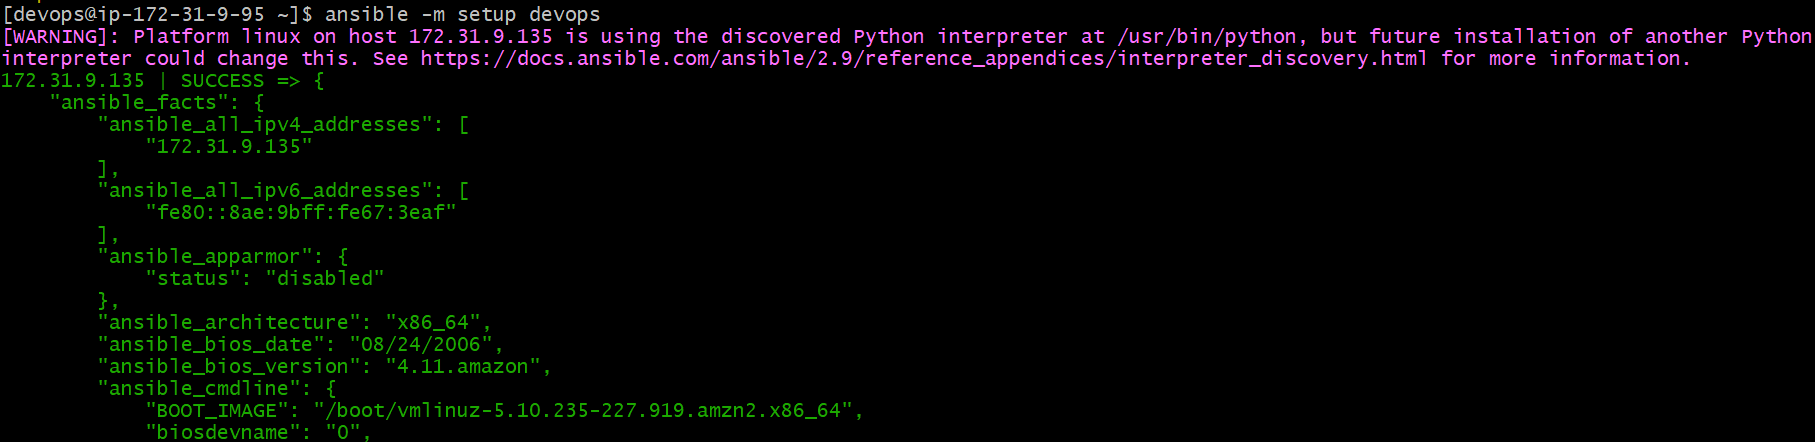 [devops@ip-172-31-9-95 ~]$ ansible -m setup devops
[WARNING]: Platform linux on host 172.31.9.135 is using the discovered Python interpreter at /usr/bin/python, but future installation of another Python
interpreter could change this. See https://docs.ansible.com/ansible/2.9/reference_appendices/interpreter_discovery.html for more information.
172.31.9.135 | SUCCESS => {
    "ansible_facts": {
        "ansible_all_ipv4_addresses": [
            "172.31.9.135"
        ],
        "ansible_all_ipv6_addresses": [
            "fe80::8ae:9bff:fe67:3eaf"
        ],
        "ansible_apparmor": {
            "status": "disabled"
        },
        "ansible_architecture": "x86_64",
        "ansible_bios_date": "08/24/2006",
        "ansible_bios_version": "4.11.amazon",
        "ansible_cmdline": {
            "BOOT_IMAGE": "/boot/vmlinuz-5.10.235-227.919.amzn2.x86_64",
            "biosdevname": "0",